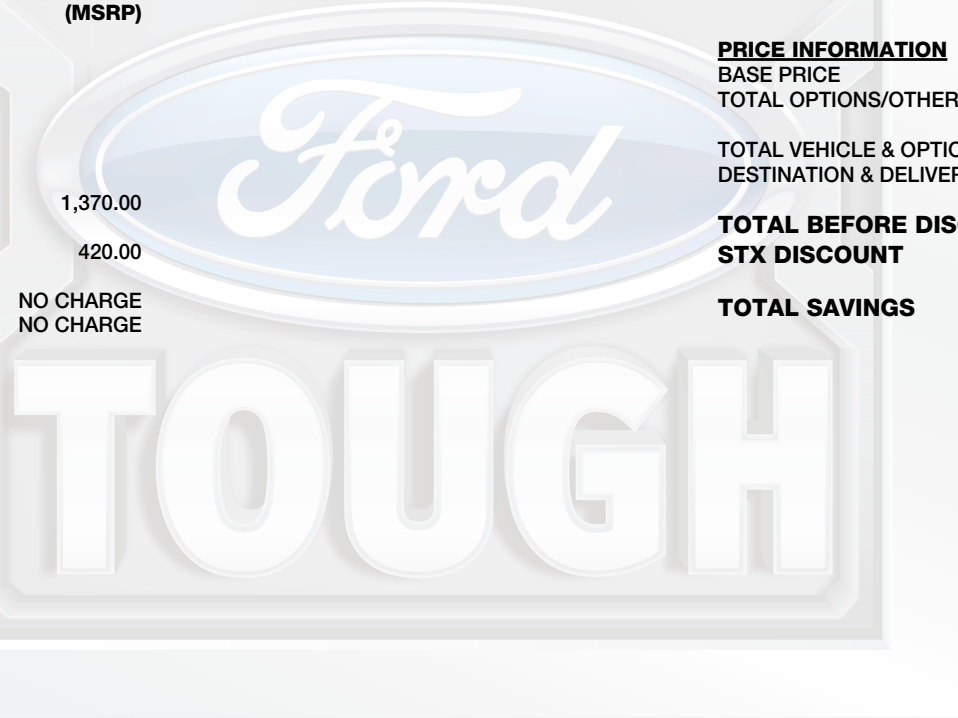 (MSRP)
1,370.00
420.00
NO CHARGE
NO CHARGE
PRICE INFORMATION
BASE PRICE
TOTAL OPTIONS/OTHER
TOTAL VEHICLE & OPTIO
DESTINATION & DELIVER
TOTAL BEFORE DISC
STX DISCOUNT
TOTAL SAVINGS
Ford
TOUGH